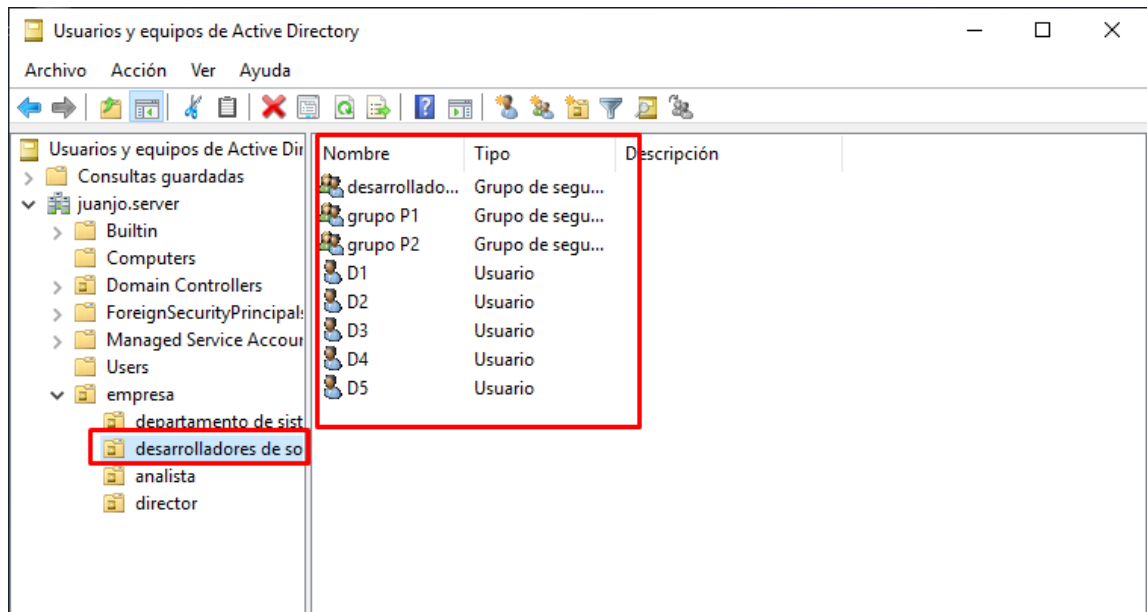 Usuarios y equipos de Active Directory
Archivo Acción Ver Ayuda
Usuarios y equipos de Active Dir
Consultas guardadas
juanjo.server
Builtin
Computers
Domain Controllers
ForeignSecurityPrincipals
Managed Service Accour
Users
empresa
departamento de sist
desarrolladores de so
analista
director
Nombre Tipo Descripción
desarrollado... Grupo de segu...
grupo P1 Grupo de segu...
grupo P2 Grupo de segu...
D1 Usuario
D2 Usuario
D3 Usuario
D4 Usuario
D5 Usuario